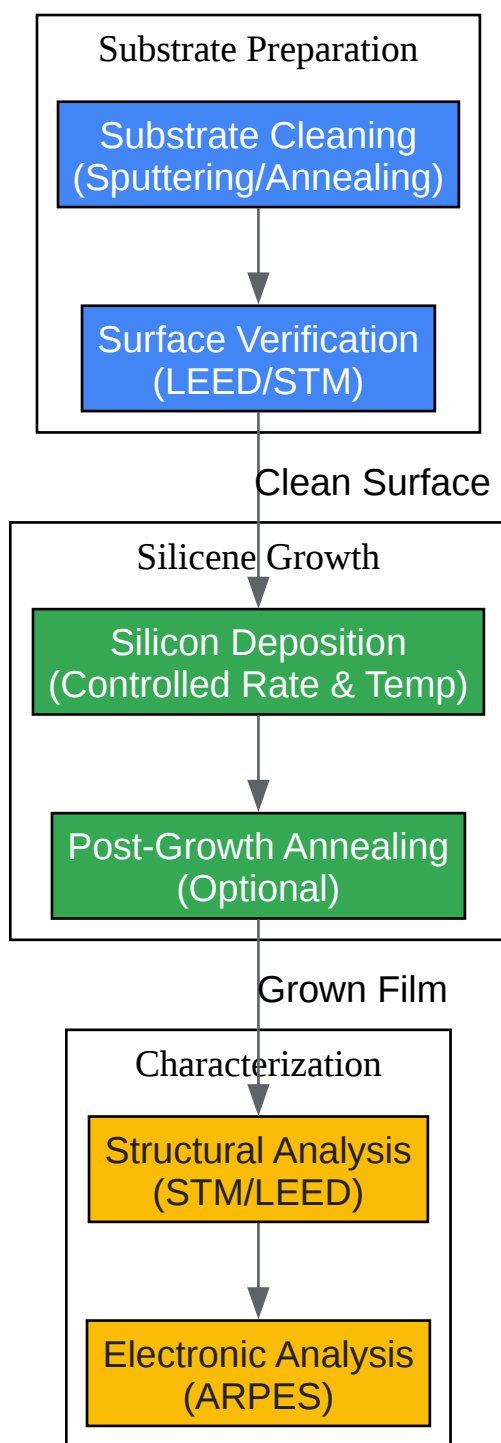 Substrate Preparation
Substrate Cleaning
(Sputtering/Annealing)
Surface Verification
(LEED/STM)
Clean Surface
Silicene Growth
Silicon Deposition
(Controlled Rate & Temp)
Post-Growth Annealing
(Optional)
Grown Film
Characterization
Structural Analysis
(STM/LEED)
Electronic Analysis
(ARPES)